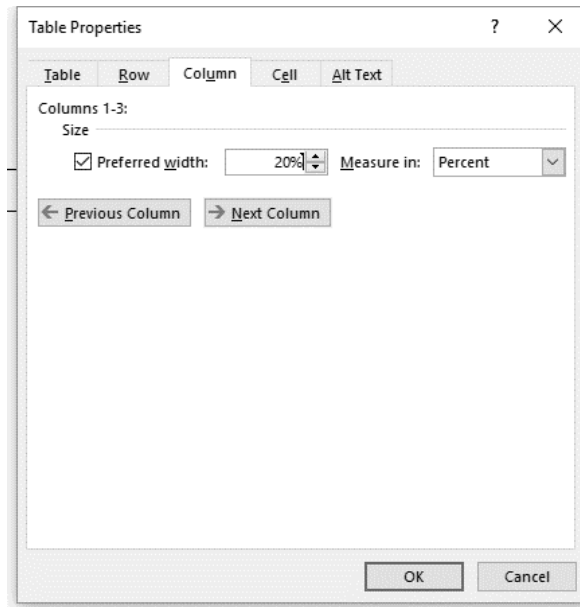 Table Properties ?
Table Row Column Cell Alt Text
Columns 1-3:
Size
Preferred width: 20% Measure in: Percent
Previous Column Next Column
OK Cancel